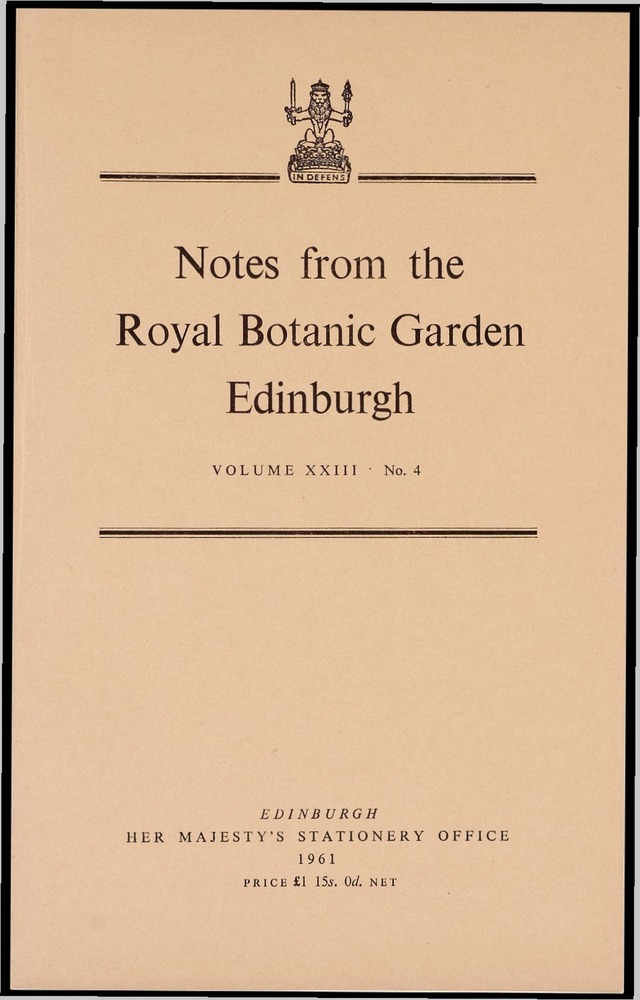 IN DEFENS
Notes from the
Royal Botanic Garden
Edinburgh
VOLUME XXIII · No. 4
EDINBURGH
HER MAJESTY'S STATIONERY OFFICE
1961
PRICE £1 15s. 0d. NET